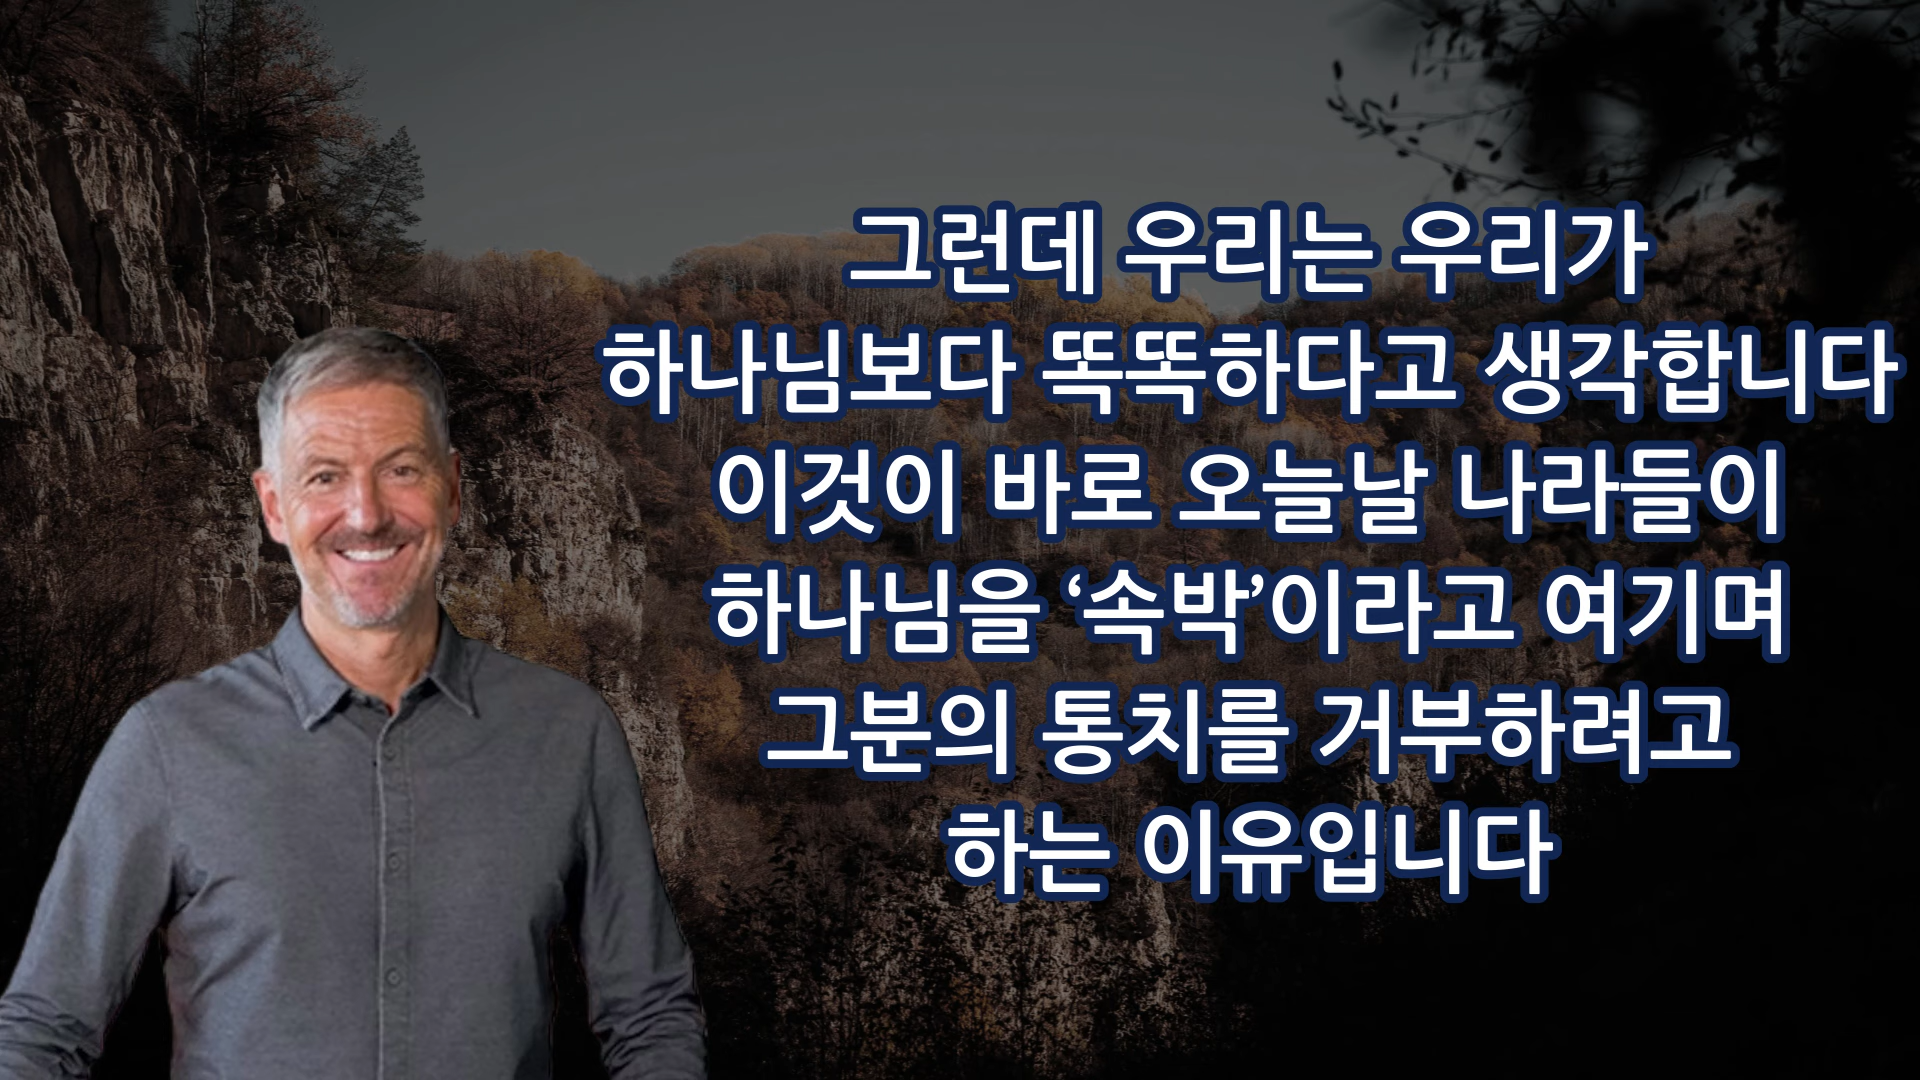 그런데 우리는 우리가
하나님보다 똑똑하다고 생각합니다
이것이 바로 오늘날 나라들이
하나님을 ‘속박’이라고 여기며
그분의 통치를 거부하려고
하는 이유입니다